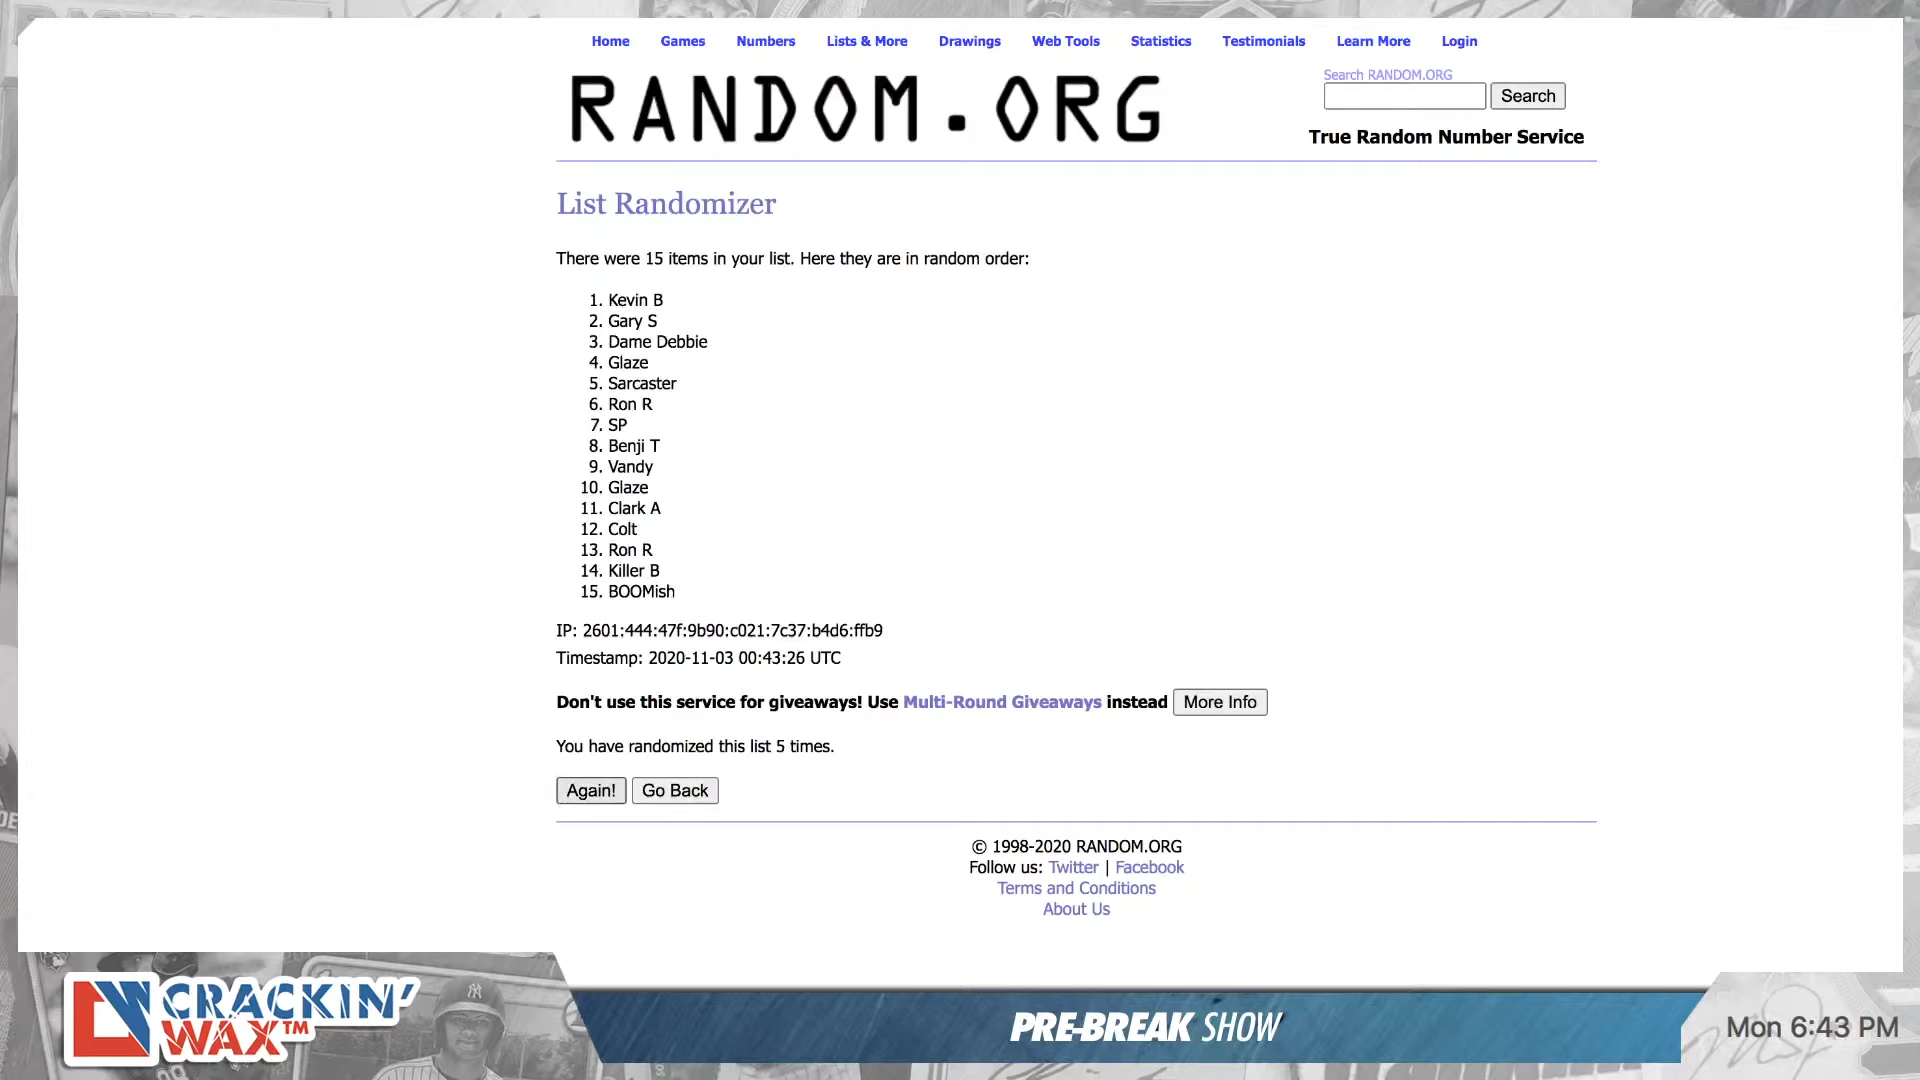 Home Games Numbers Lists & More Drawings Web Tools Statistics Testimonials Learn More Login
RANDOM.ORG
Search RANDOM.ORG
Search
True Random Number Service
List Randomizer
There were 15 items in your list. Here they are in random order:
1. Kevin B
2. Gary S
3. Dame Debbie
4. Glaze
5. Sarcaster
6. Ron R
7. SP
8. Benji T
9. Vandy
10. Glaze
11. Clark A
12. Colt
13. Ron R
14. Killer B
15. BOOMish
IP: 2601:444:47f:9b90:c021:7c37:b4d6:ffb9
Timestamp: 2020-11-03 00:43:26 UTC
Don't use this service for giveaways! Use Multi-Round Giveaways instead More Info
You have randomized this list 5 times.
Again! Go Back
© 1998-2020 RANDOM.ORG
Follow us: Twitter | Facebook
Terms and Conditions
About Us
CW CRACKIN'
WAX™
PRE-BREAK SHOW
Mon 6:43 PM